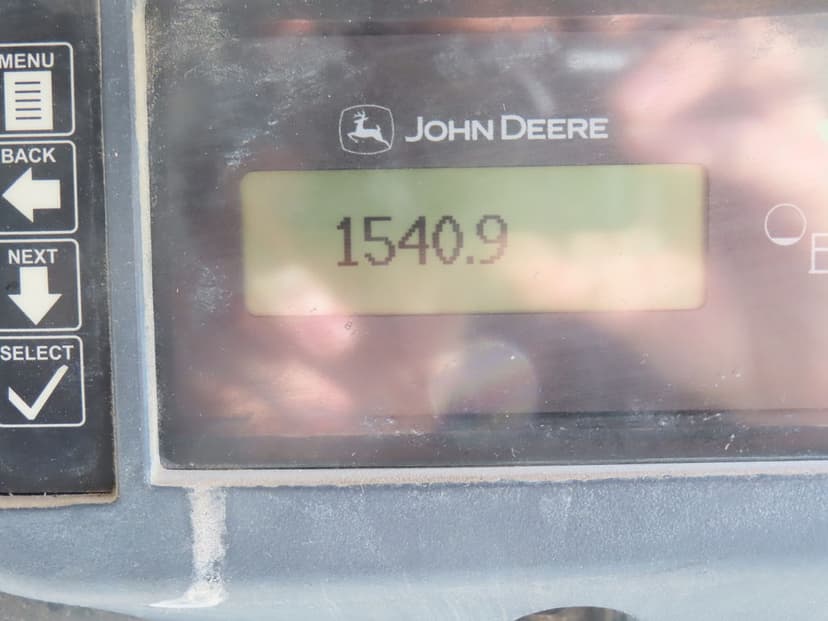 MENU
BACK
NEXT
SELECT
JOHN DEERE
1540.9